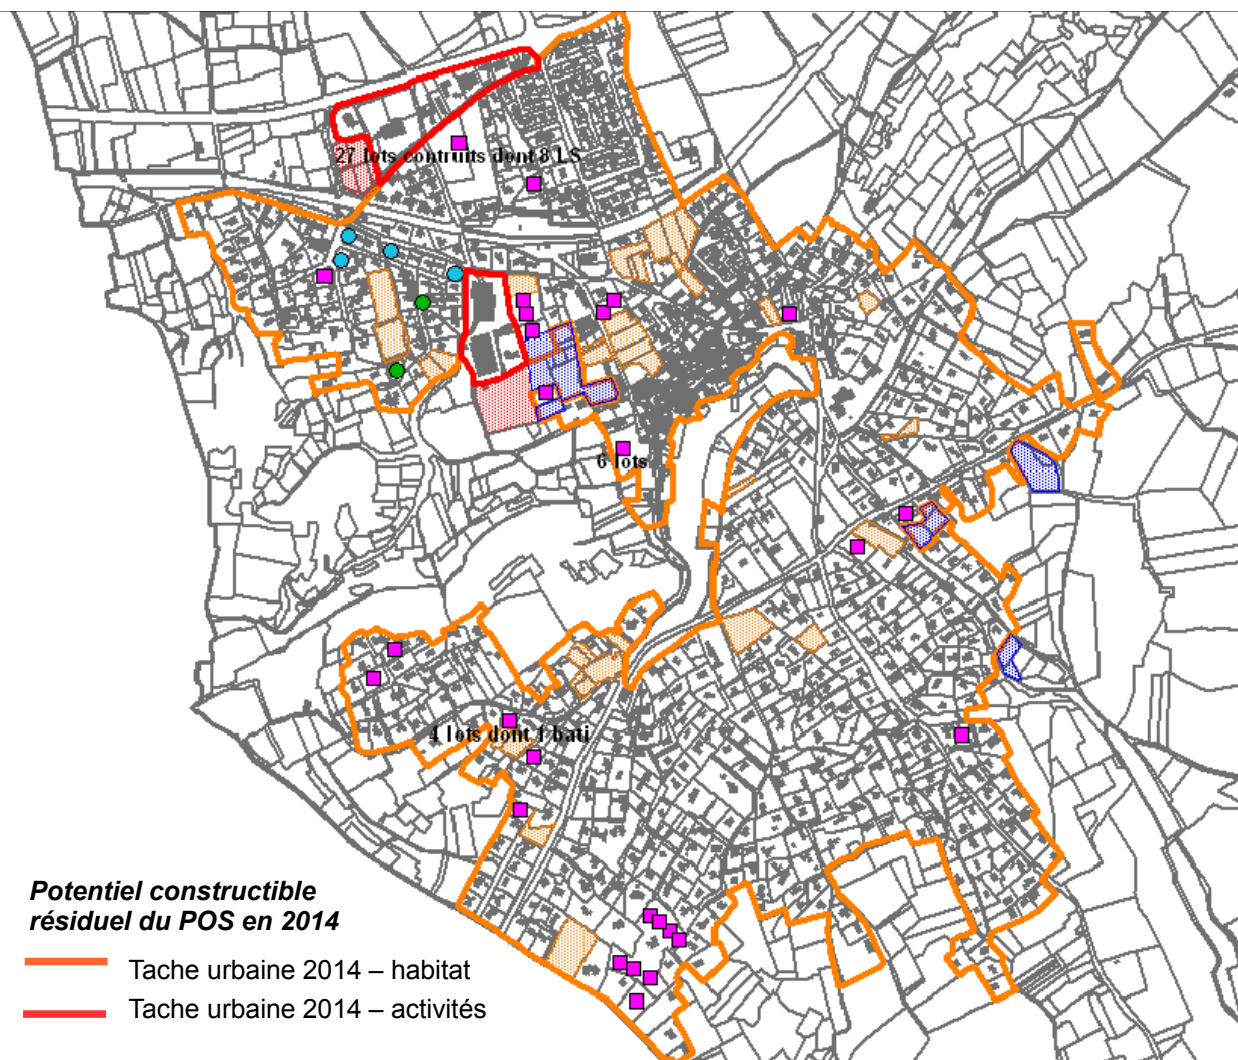 27 lots contruits dont 8 LS
6 lots
4 lots dont 1 bati
Potentiel constructible
résiduel du POS en 2014
Tache urbaine 2014 – habitat
Tache urbaine 2014 – activités